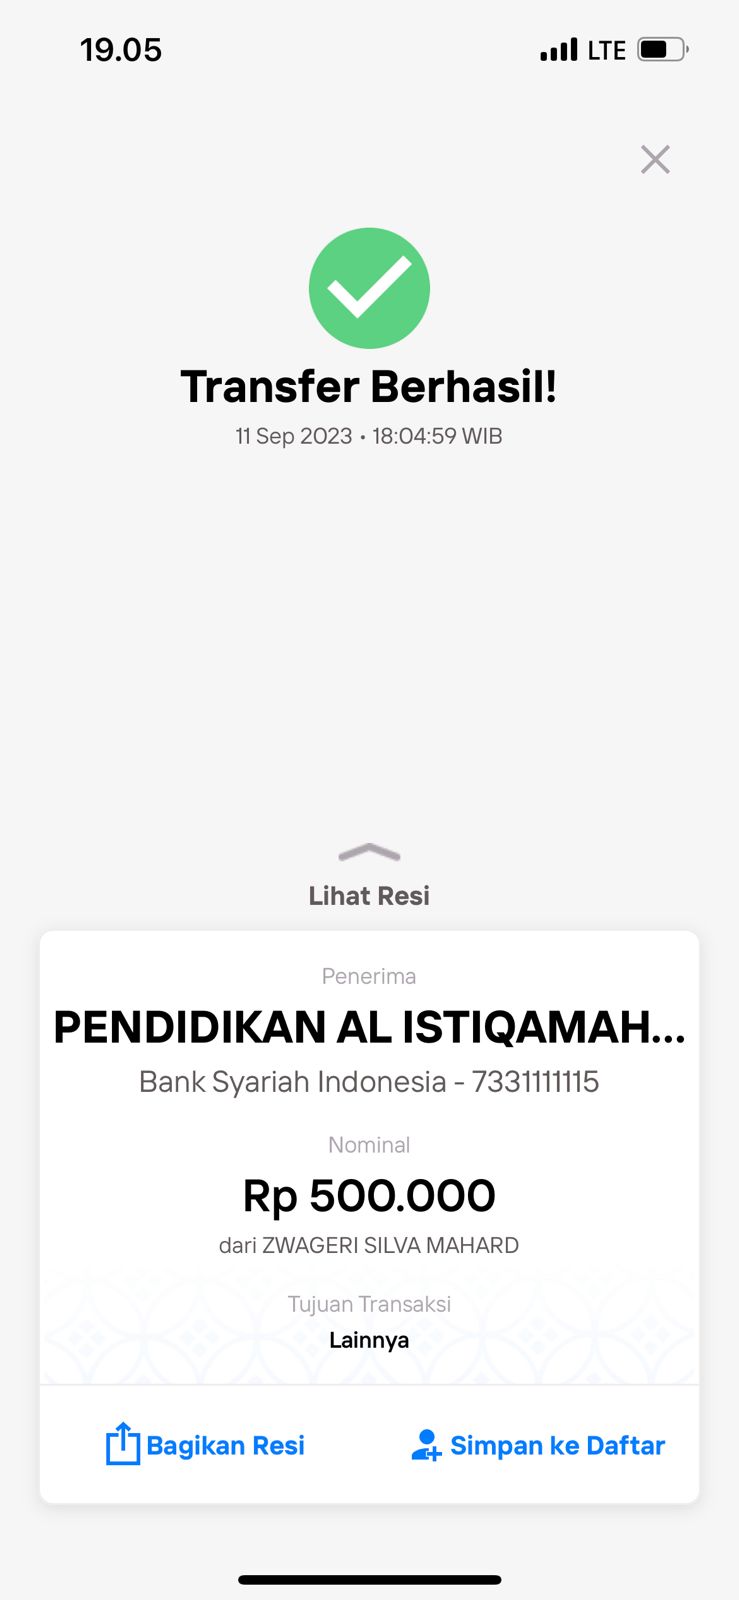 19.05
LTE
Transfer Berhasil!
11 Sep 2023 • 18:04:59 WIB
Lihat Resi
Penerima
PENDIDIKAN AL ISTIQAMAH...
Bank Syariah Indonesia - 7331111115
Nominal
Rp 500.000
dari ZWAGERI SILVA MAHARD
Tujuan Transaksi
Lainnya
Bagikan Resi
Simpan ke Daftar